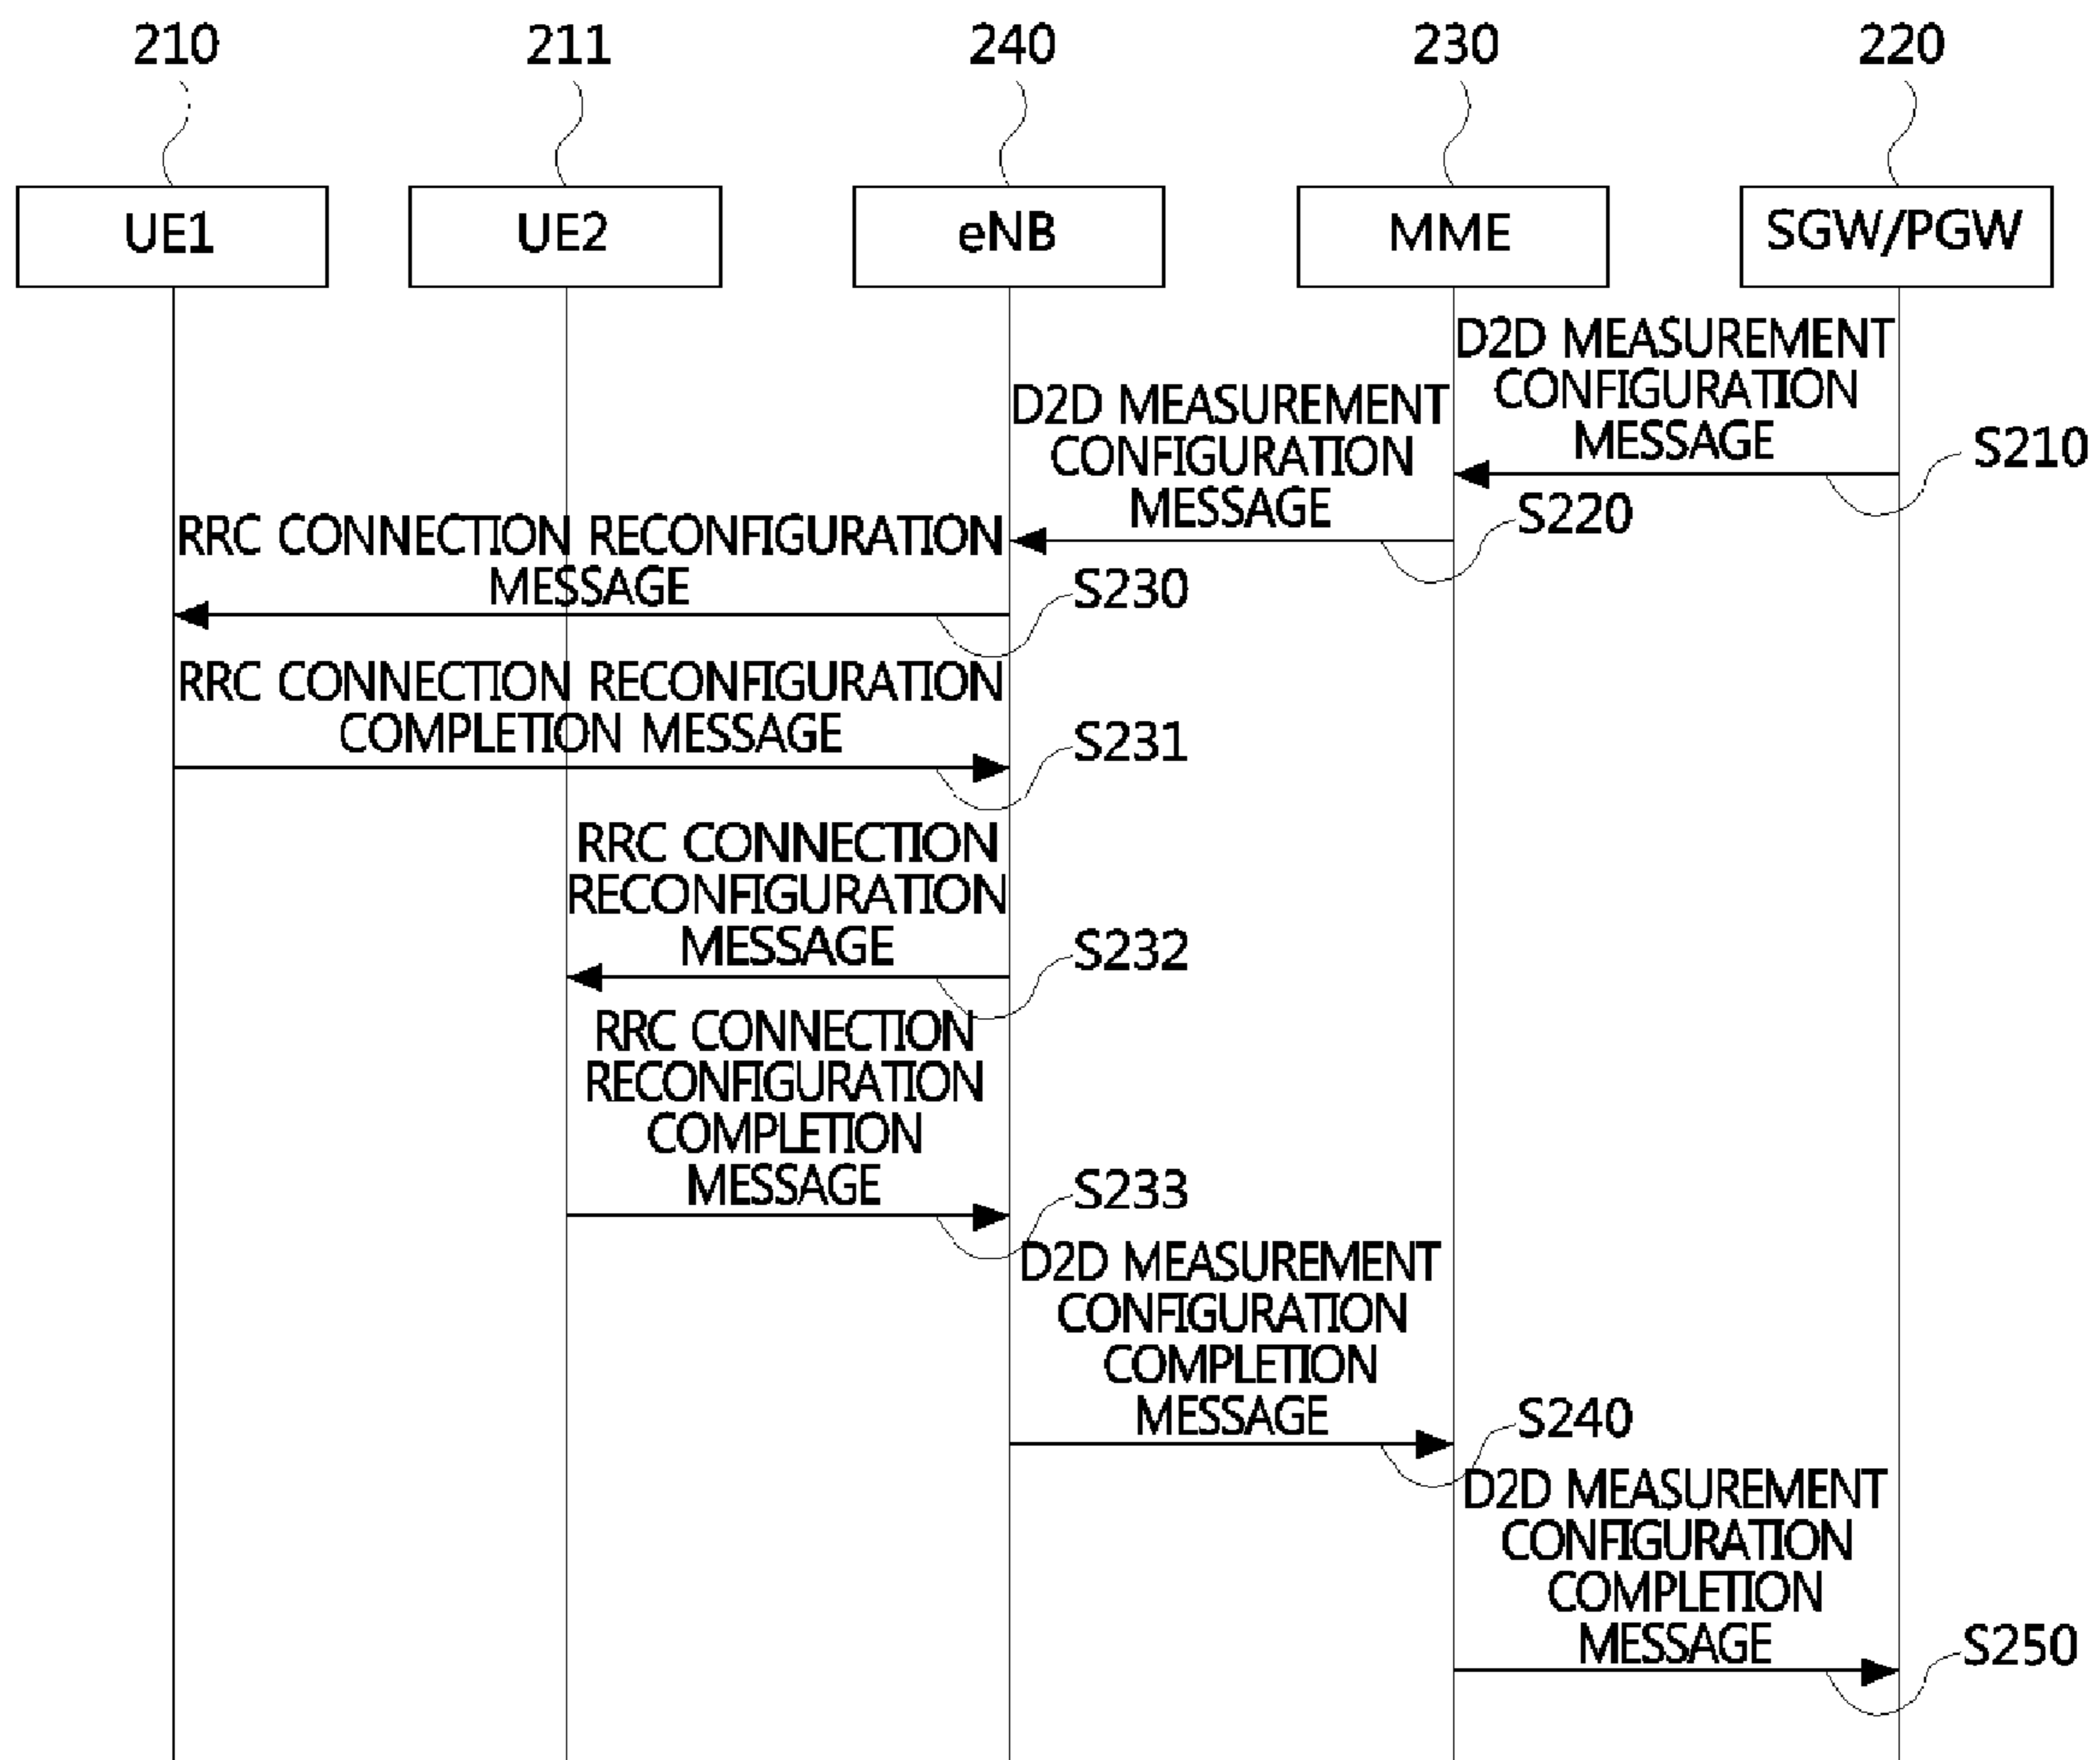 210
211
240
230
220
UE1
UE2
eNB
MME
SGW/PGW
D2D MEASUREMENT
CONFIGURATION
MESSAGE
S210
D2D MEASUREMENT
CONFIGURATION
MESSAGE
S220
RRC CONNECTION RECONFIGURATION
MESSAGE
S230
RRC CONNECTION RECONFIGURATION
COMPLETION MESSAGE
S231
RRC CONNECTION
RECONFIGURATION
MESSAGE
S232
RRC CONNECTION
RECONFIGURATION
COMPLETION
MESSAGE
S233
D2D MEASUREMENT
CONFIGURATION
COMPLETION
MESSAGE
S240
D2D MEASUREMENT
CONFIGURATION
COMPLETION
MESSAGE
S250